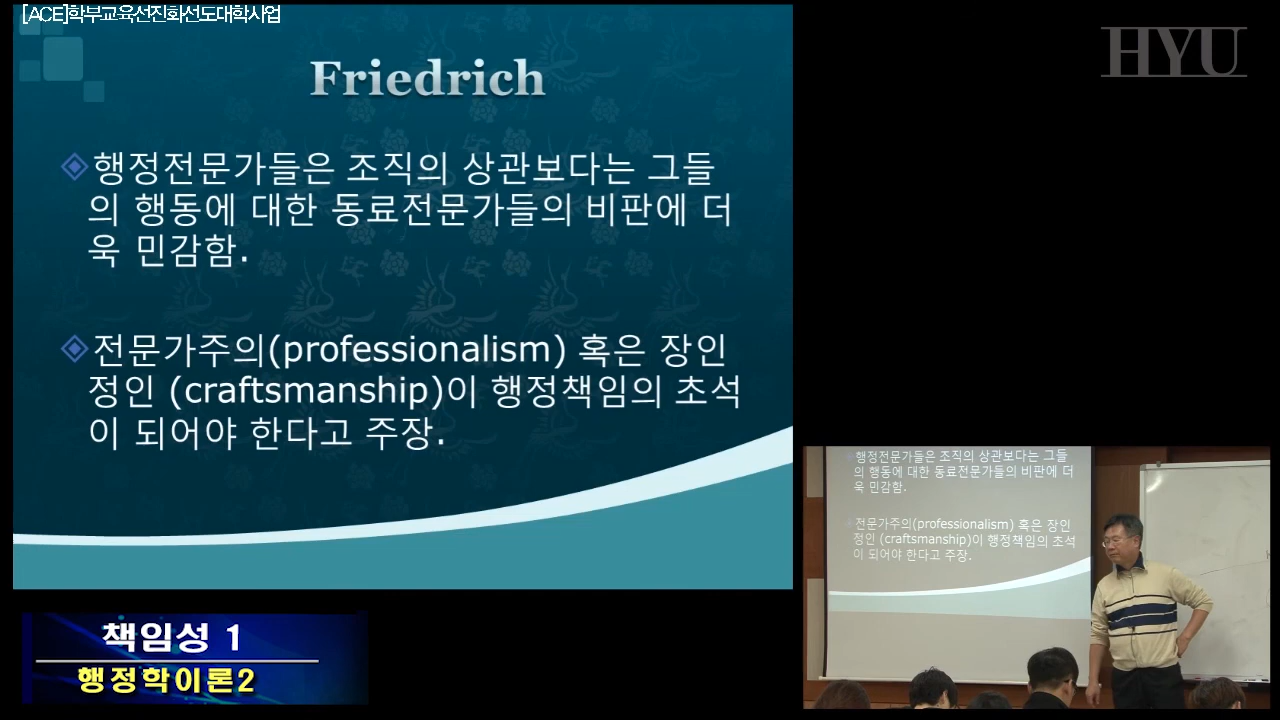 [ACE]학부교육선진화선도대학사업
HYU
Friedrich
행정전문가들은 조직의 상관보다는 그들
의 행동에 대한 동료전문가들의 비판에 더
욱 민감함.
전문가주의(professionalism) 혹은 장인
정인 (craftsmanship)이 행정책임의 초석
이 되어야 한다고 주장.
행정전문가들은 조직의 상관보다는 그들
의 행동에 대한 동료전문가들의 비판에 더
욱 민감함.
전문가주의(professionalism) 혹은 장인
정인 (craftsmanship)이 행정책임의 초석
이 되어야 한다고 주장.
책임성 1
행정학이론2